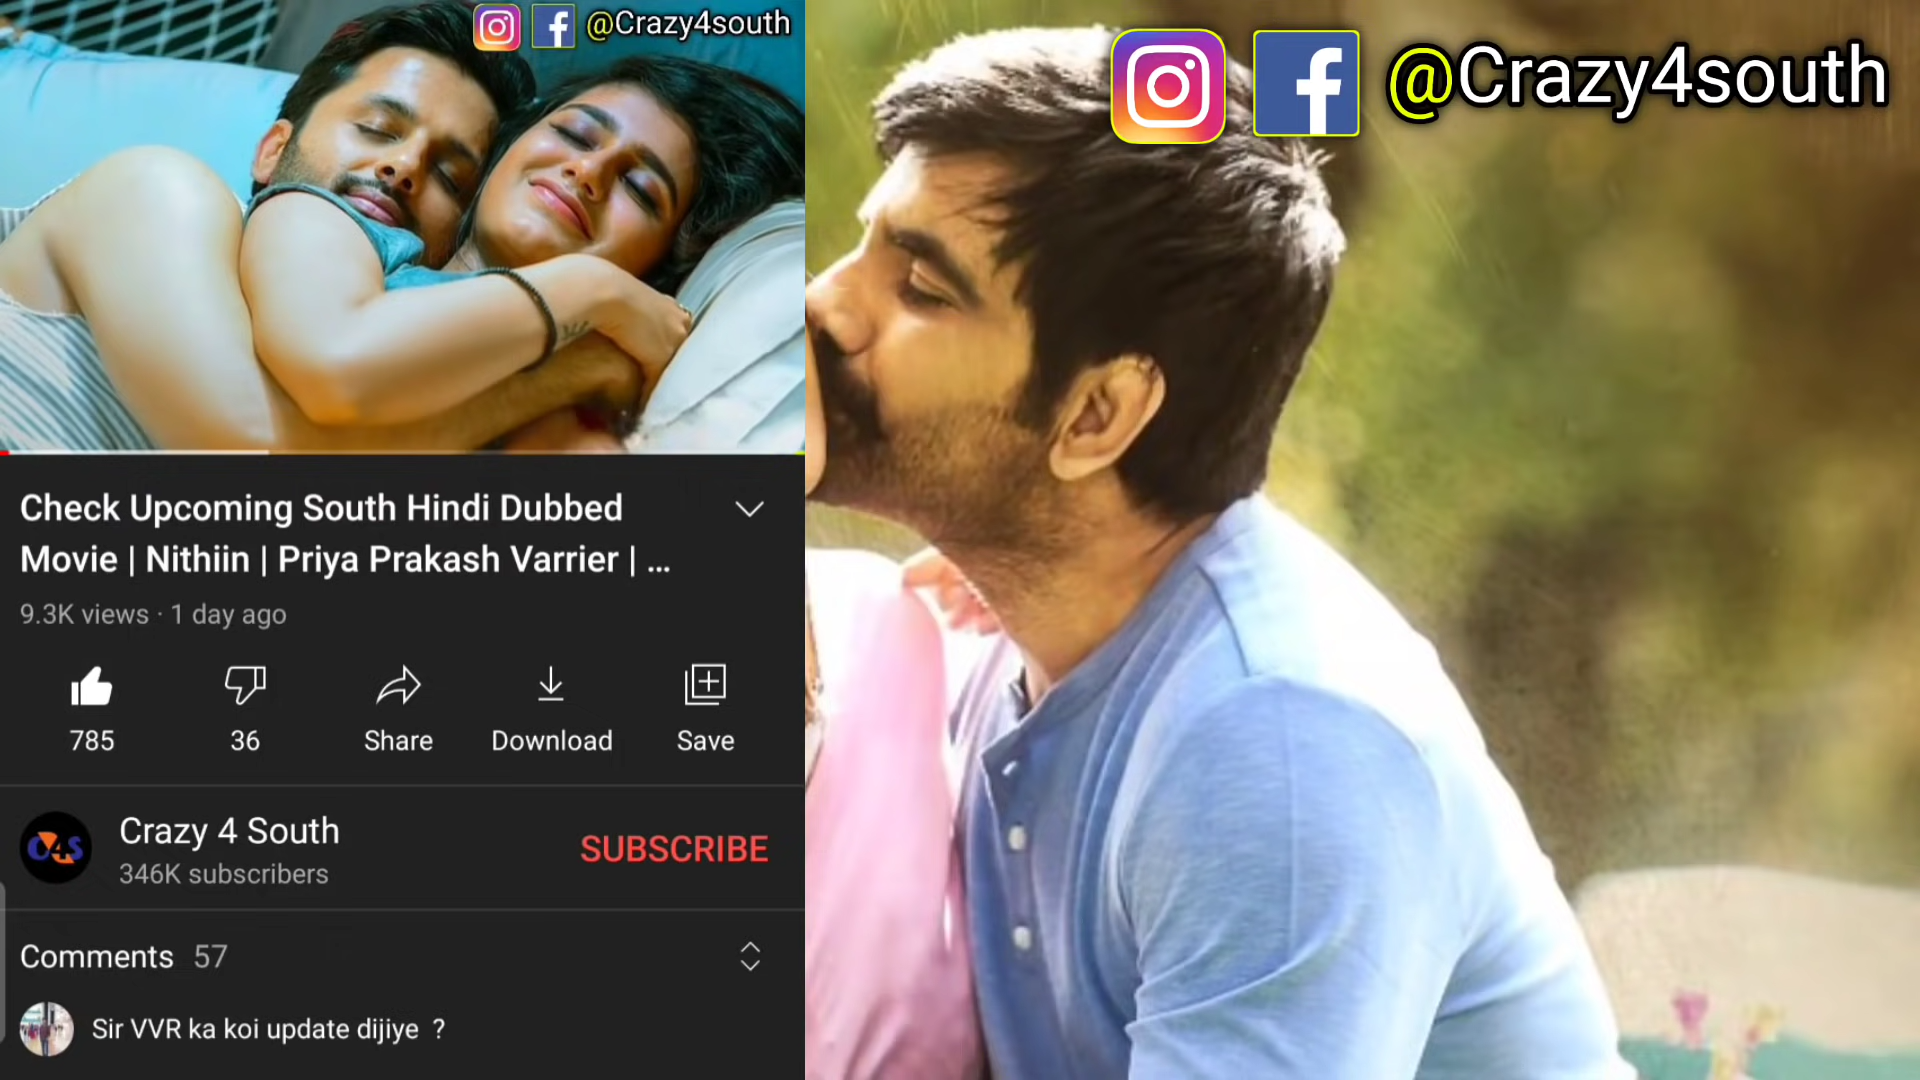 @Crazy4south
@Crazy4south
Check Upcoming South Hindi Dubbed
Movie | Nithiin | Priya Prakash Varrier | ...
9.3K views · 1 day ago
785
36
Share
Download
Save
C4S
Crazy 4 South
346K subscribers
SUBSCRIBE
Comments 57
Sir VVR ka koi update dijiye ?